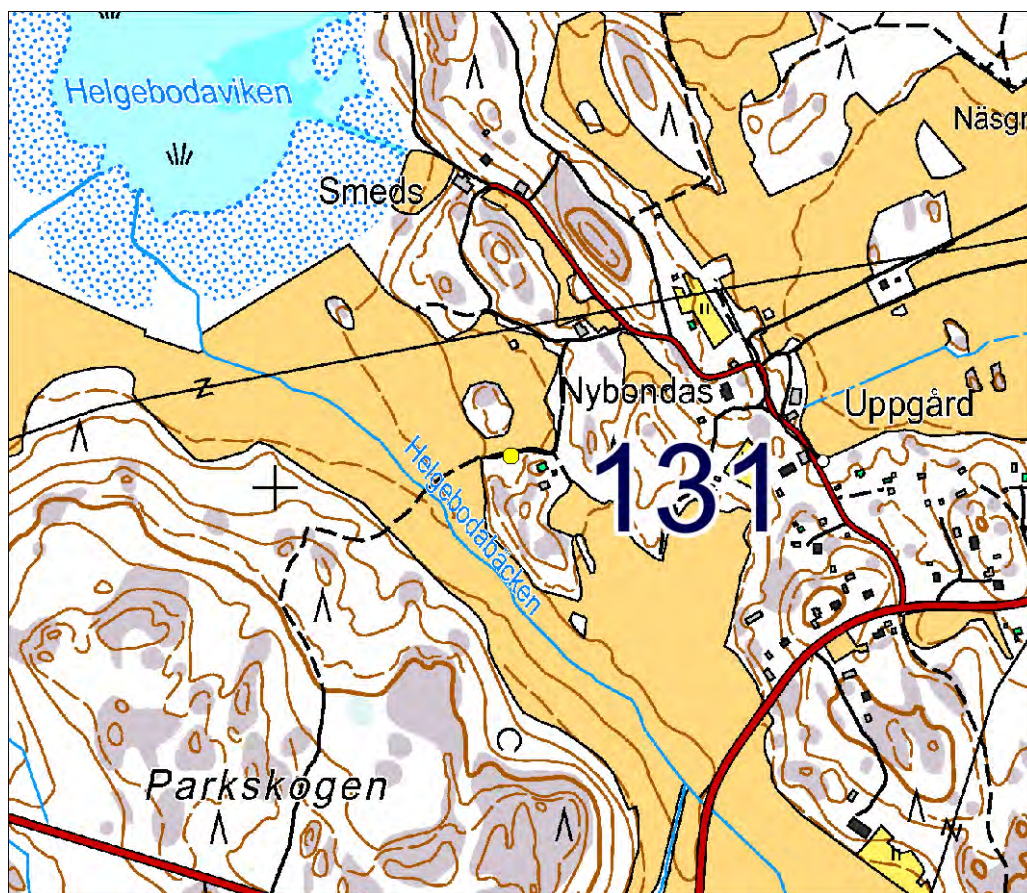 Helgebodaviken
Näsgr
Smeds
Nybondas
Uppgård
131
Helgebodabäcken
Parkskogen